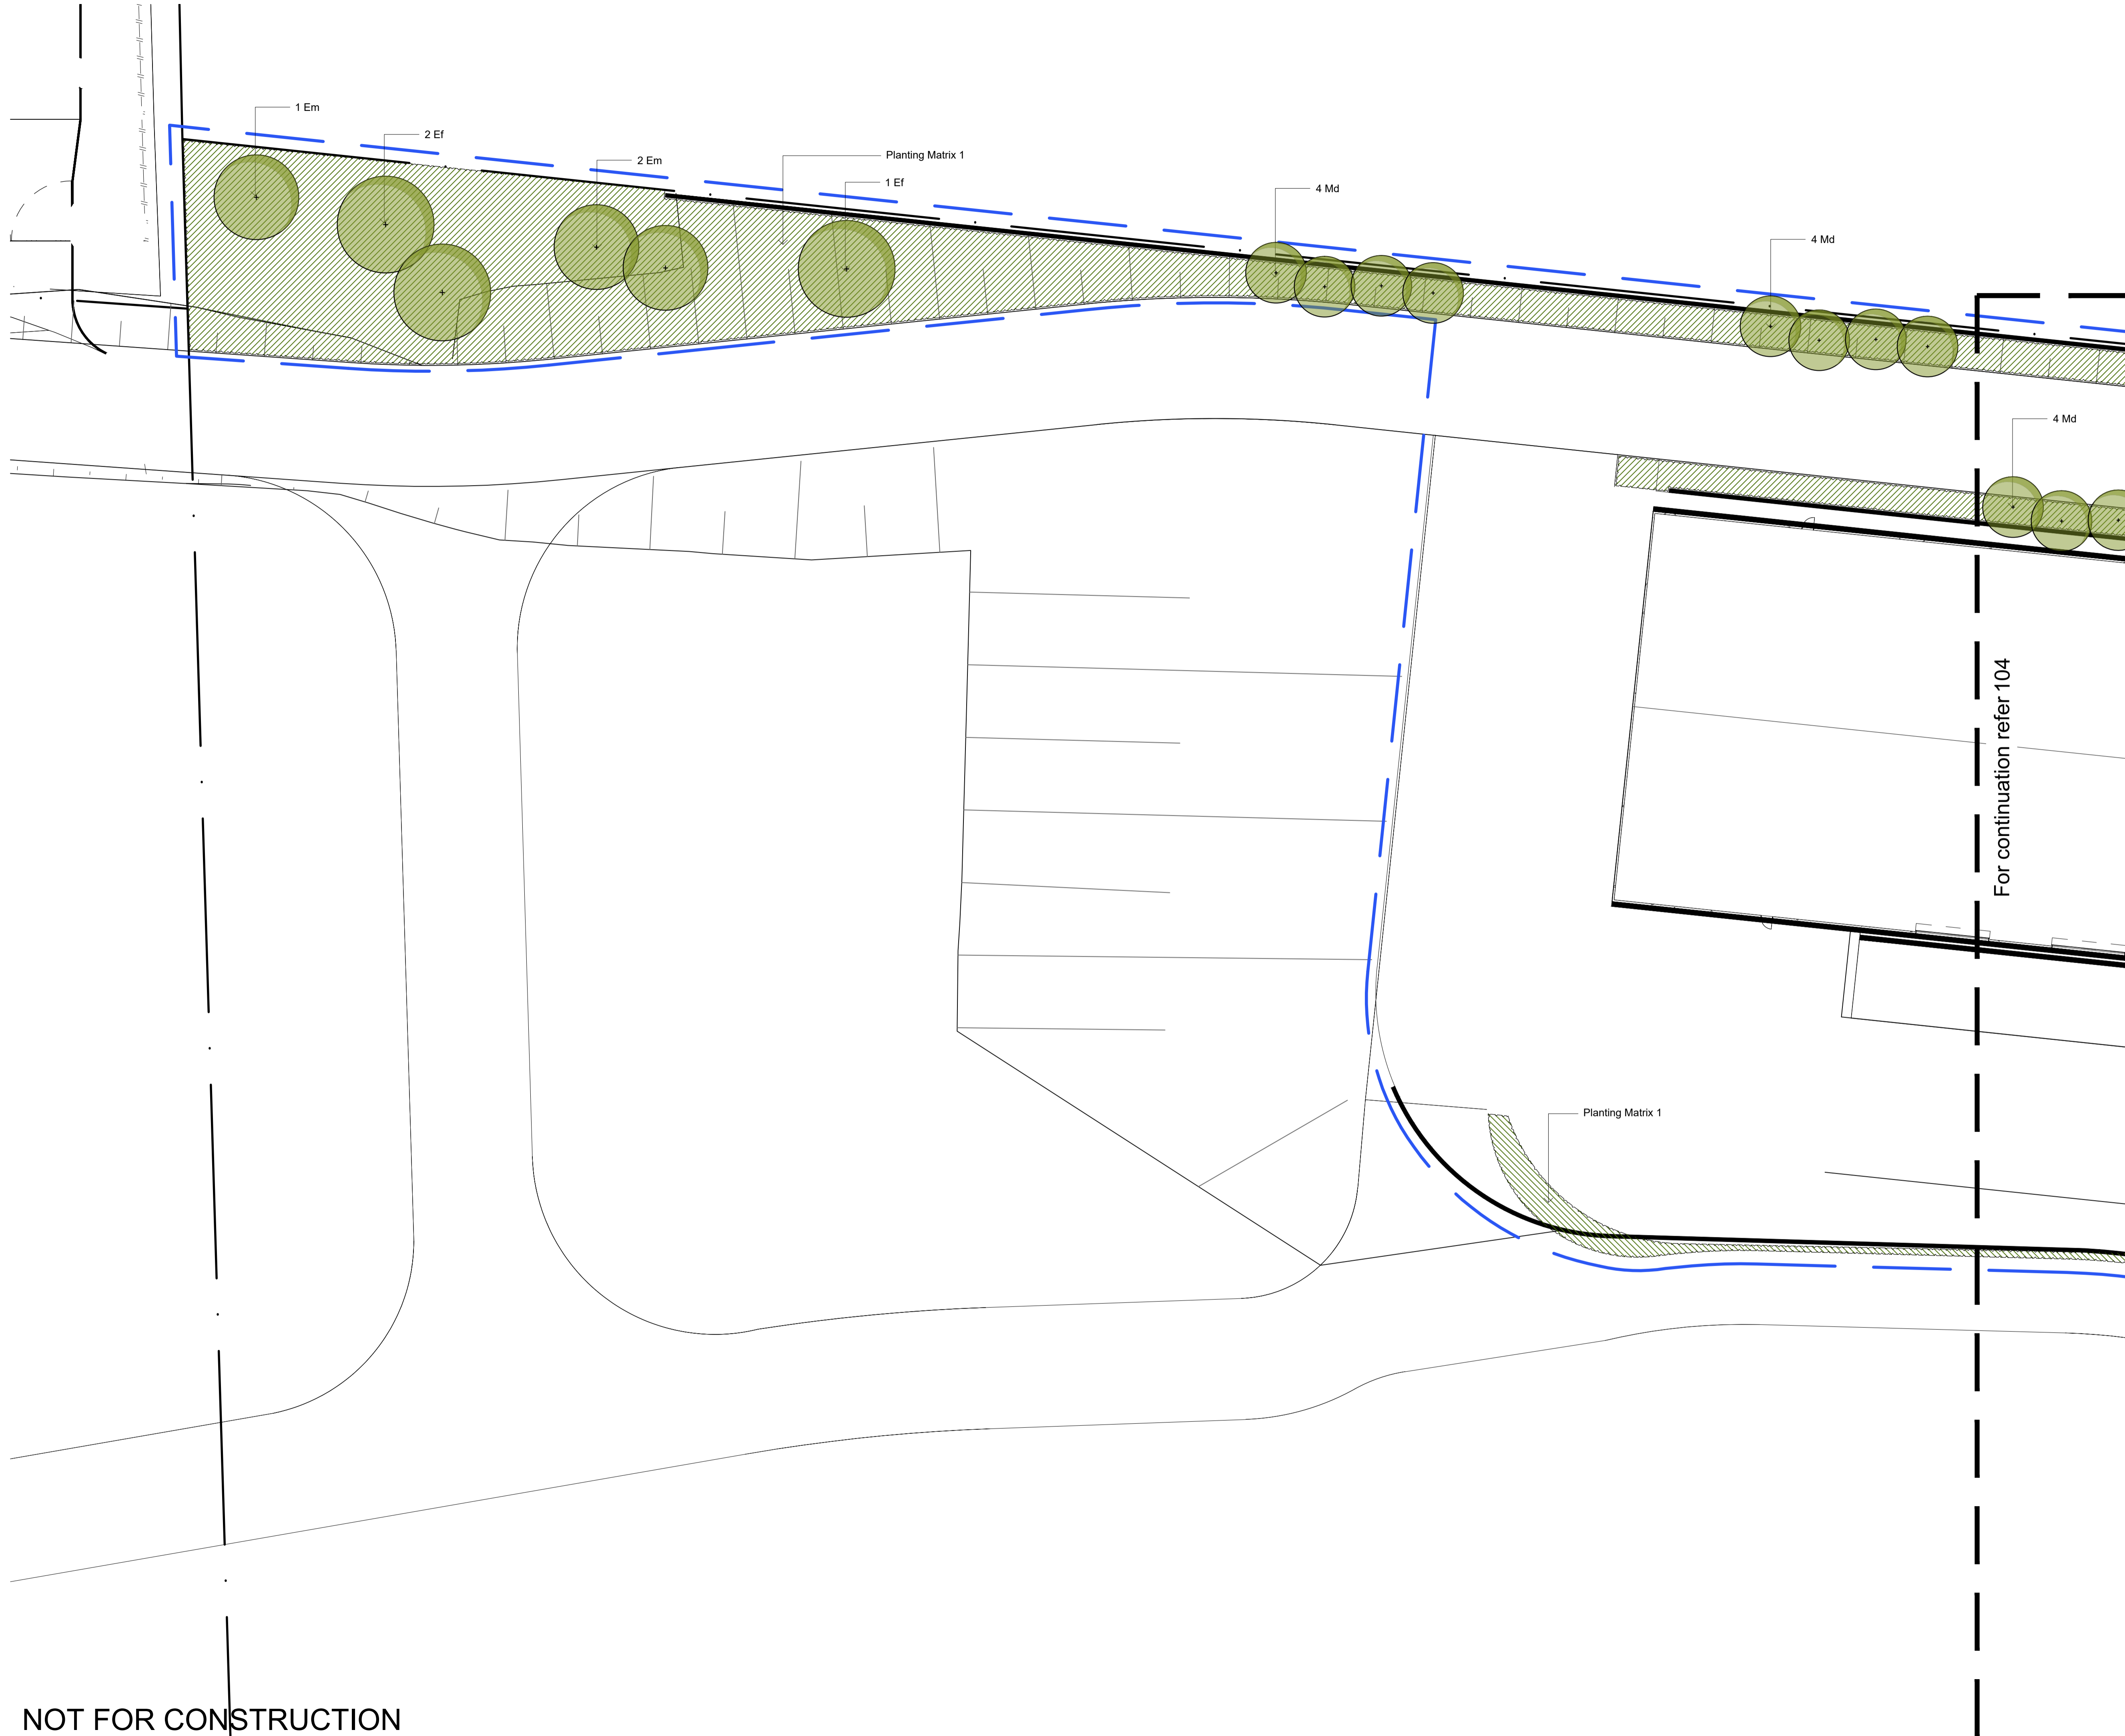 1 Em
2 Ef
2 Em
Planting Matrix 1
1 Ef
4 Md
4 Md
4 Md
For continuation refer 104
Planting Matrix 1
NOT FOR CONSTRUCTION